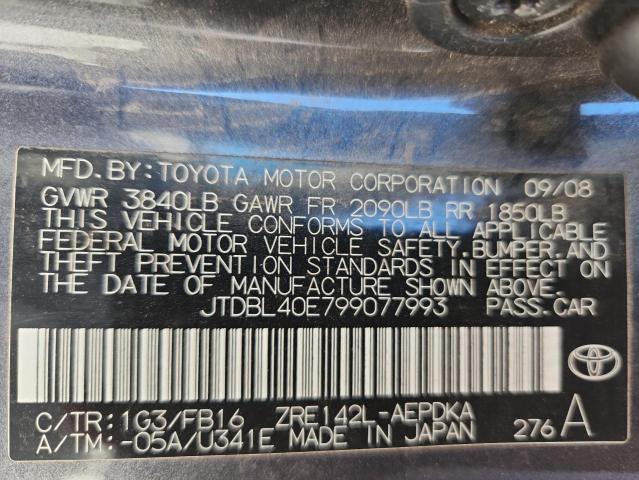 MFD.BY:TOYOTA MOTOR CORPORATION 09/08
GVWR 3840LB GAWR FR 2090LB RR 1850LB
THIS VEHICLE CONFORMS TO ALL APPLICABLE
FEDERAL MOTOR VEHICLE SAFETY,BUMPER,AND
THEFT PREVENTION STANDARDS IN EFFECT ON
THE DATE OF MANUFACTURE SHOWN ABOVE.
JTDBL40E799077993 PASS.CAR
C/TR:1G3/FB16 ZRE142L-AEPDKA
A/TM:-05A/U341E MADE IN JAPAN 276 A